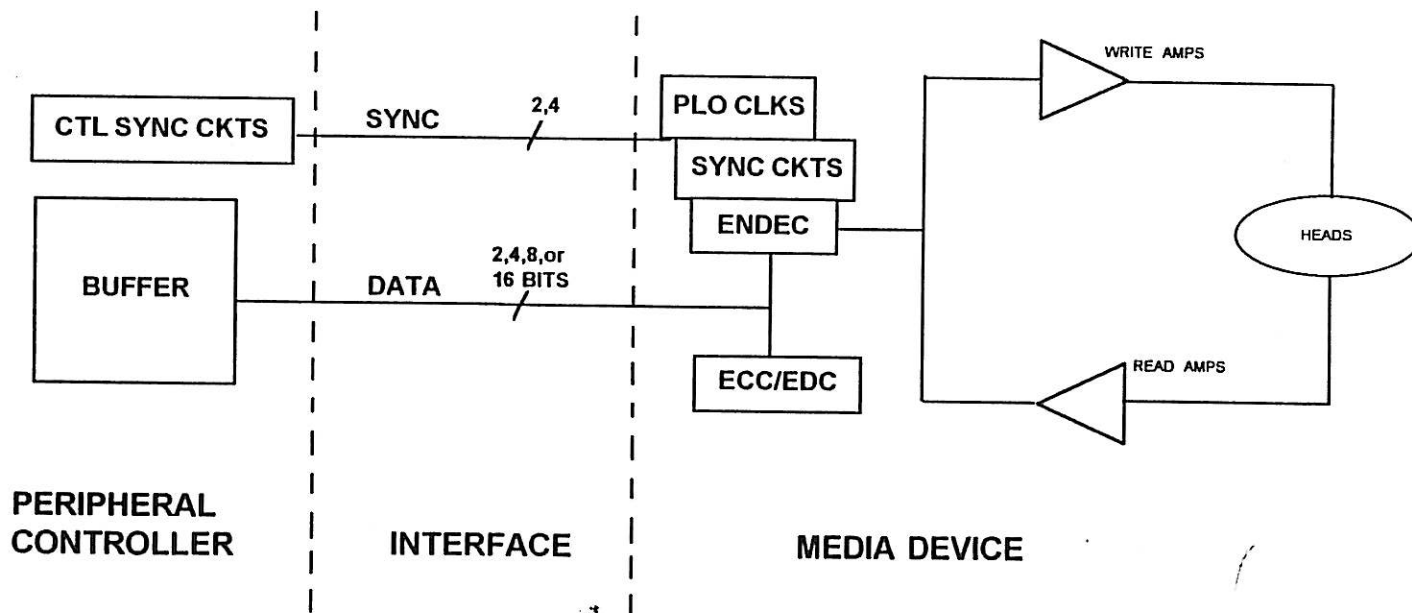 WRITE AMPS
CTL SYNC CKTS
SYNC
2,4
PLO CLKS
SYNC CKTS
ENDEC
HEADS
BUFFER
DATA
2,4,8,or
16 BITS
ECC/EDC
READ AMPS
PERIPHERAL
CONTROLLER
INTERFACE
MEDIA DEVICE